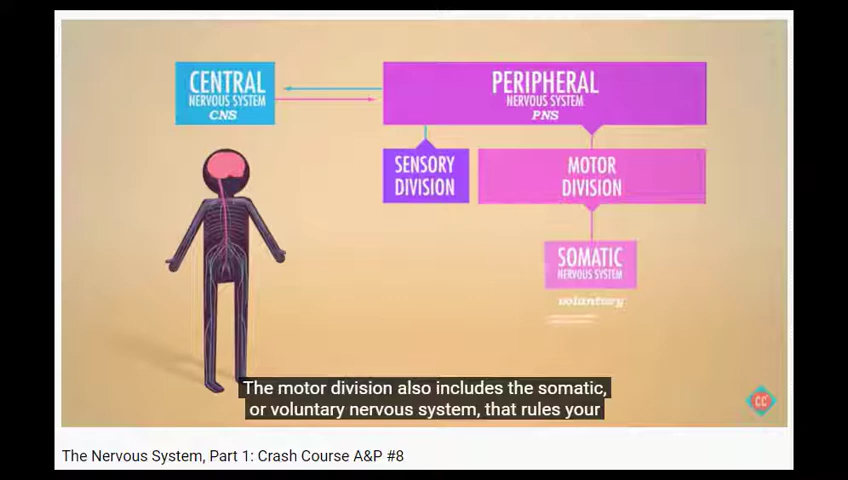 CENTRAL
NERVOUS SYSTEM
CNS
PERIPHERAL
NERVOUS SYSTEM
PNS
SENSORY
DIVISION
MOTOR
DIVISION
SOMATIC
NERVOUS SYSTEM
voluntary
The motor division also includes the somatic,
or voluntary nervous system, that rules your
CC
The Nervous System, Part 1: Crash Course A&P #8